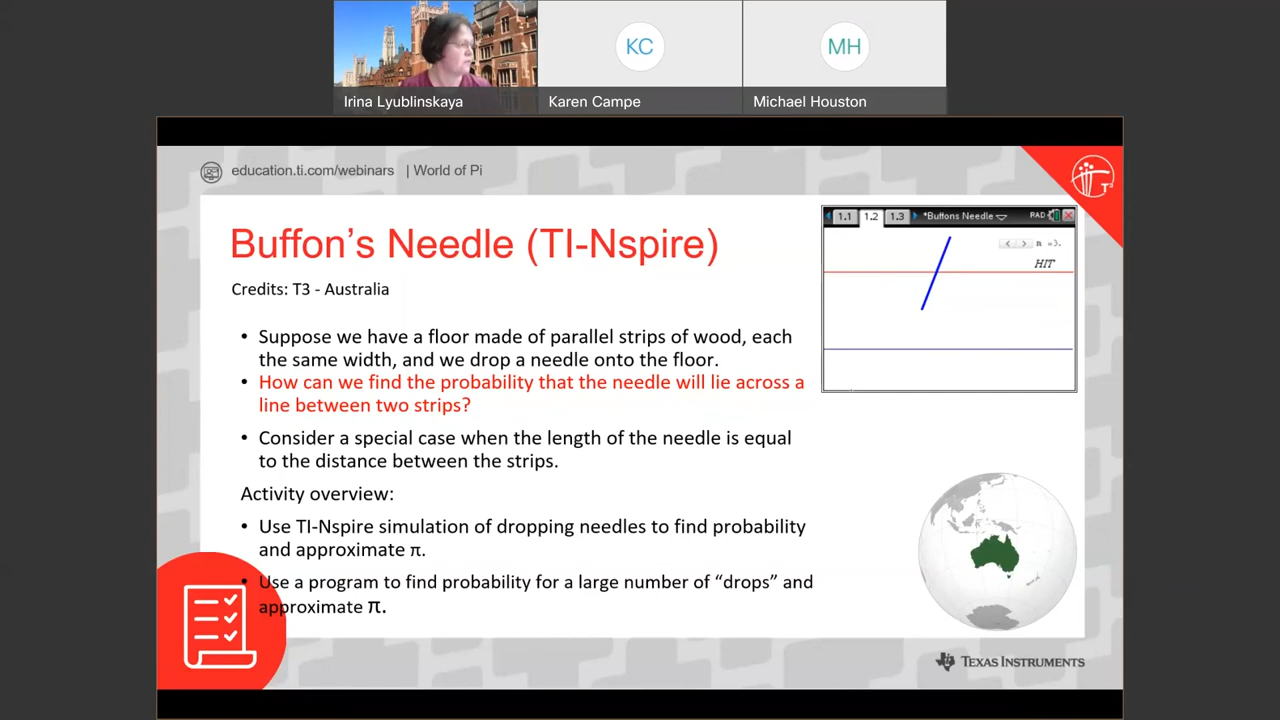 KC
MH
Irina Lyublinskaya
Karen Campe
Michael Houston
education.ti.com/webinars | World of Pi
Buffon's Needle (TI-Nspire)
Credits: T3 - Australia
1.1 1.2 1.3 *Buffons Needle RAD
n =3.
HIT
• Suppose we have a floor made of parallel strips of wood, each
the same width, and we drop a needle onto the floor.
• How can we find the probability that the needle will lie across a
line between two strips?
• Consider a special case when the length of the needle is equal
to the distance between the strips.
Activity overview:
• Use TI-Nspire simulation of dropping needles to find probability
and approximate π.
• Use a program to find probability for a large number of “drops” and
approximate π.
TEXAS INSTRUMENTS